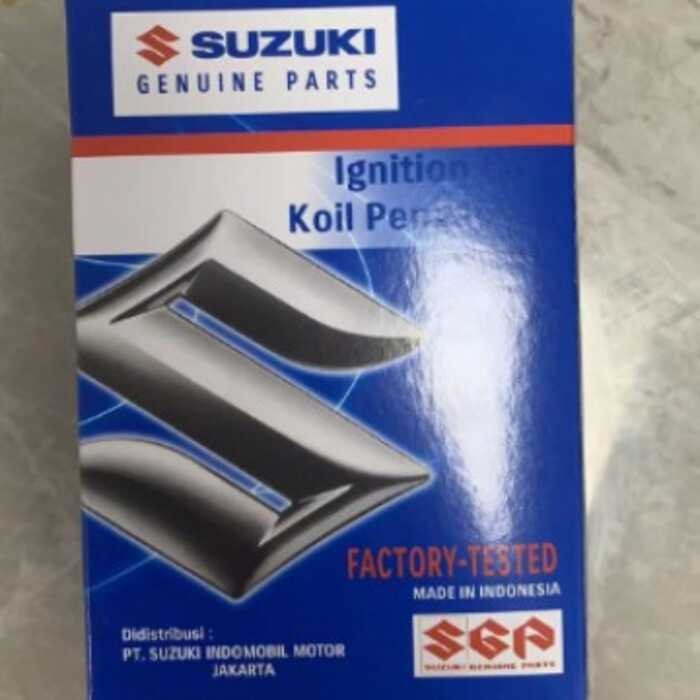 SUZUKI
GENUINE PARTS
Ignition
Koil
FACTORY-TESTED
MADE IN INDONESIA
Didistribusi :
PT. SUZUKI INDOMOBIL MOTOR
JAKARTA
SGP
SUZUKI GENUINE PARTS